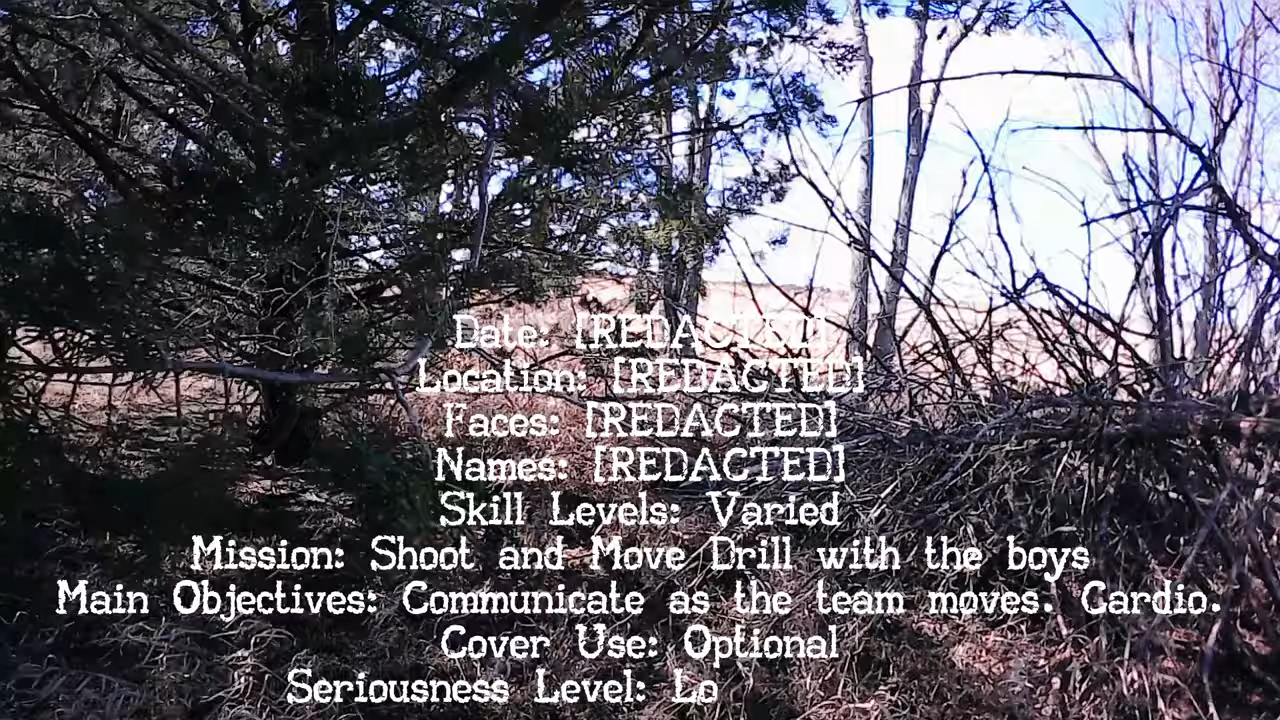 Date: [REDACTED]
Location: [REDACTED]
Faces: [REDACTED]
Names: [REDACTED]
Skill Levels: Varied
Mission: Shoot and Move Drill with the boys
Main Objectives: Communicate as the team moves. Cardio.
Cover Use: Optional
Seriousness Level: Lo